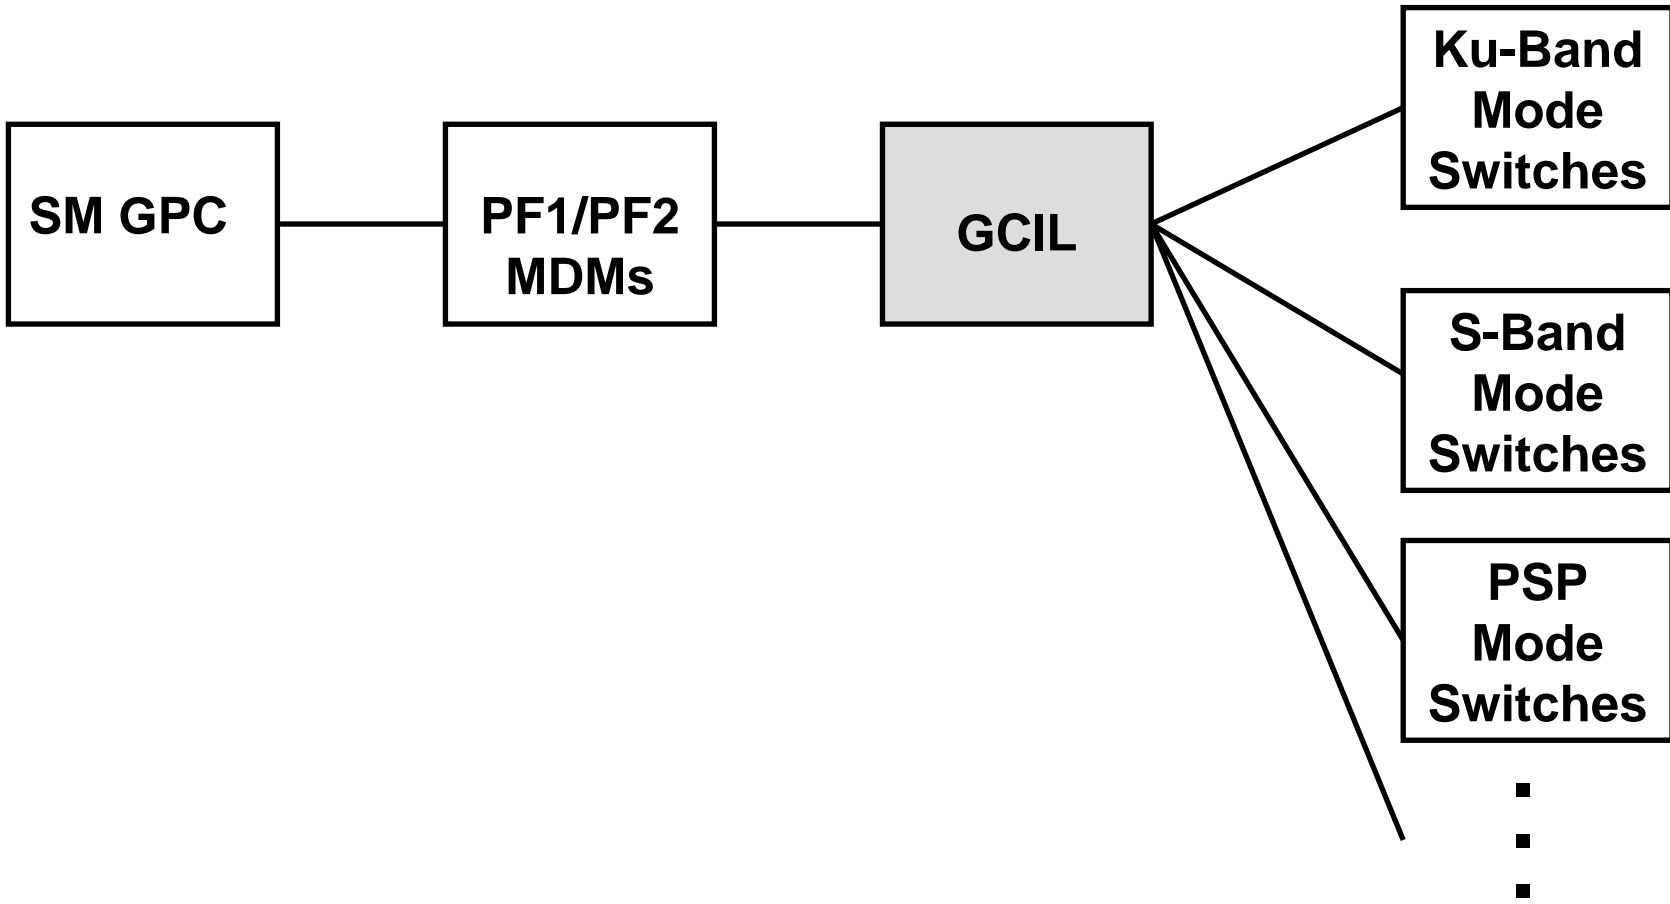 SM GPC
PF1/PF2
MDMs
GCIL
Ku-Band
Mode
Switches
S-Band
Mode
Switches
PSP
Mode
Switches